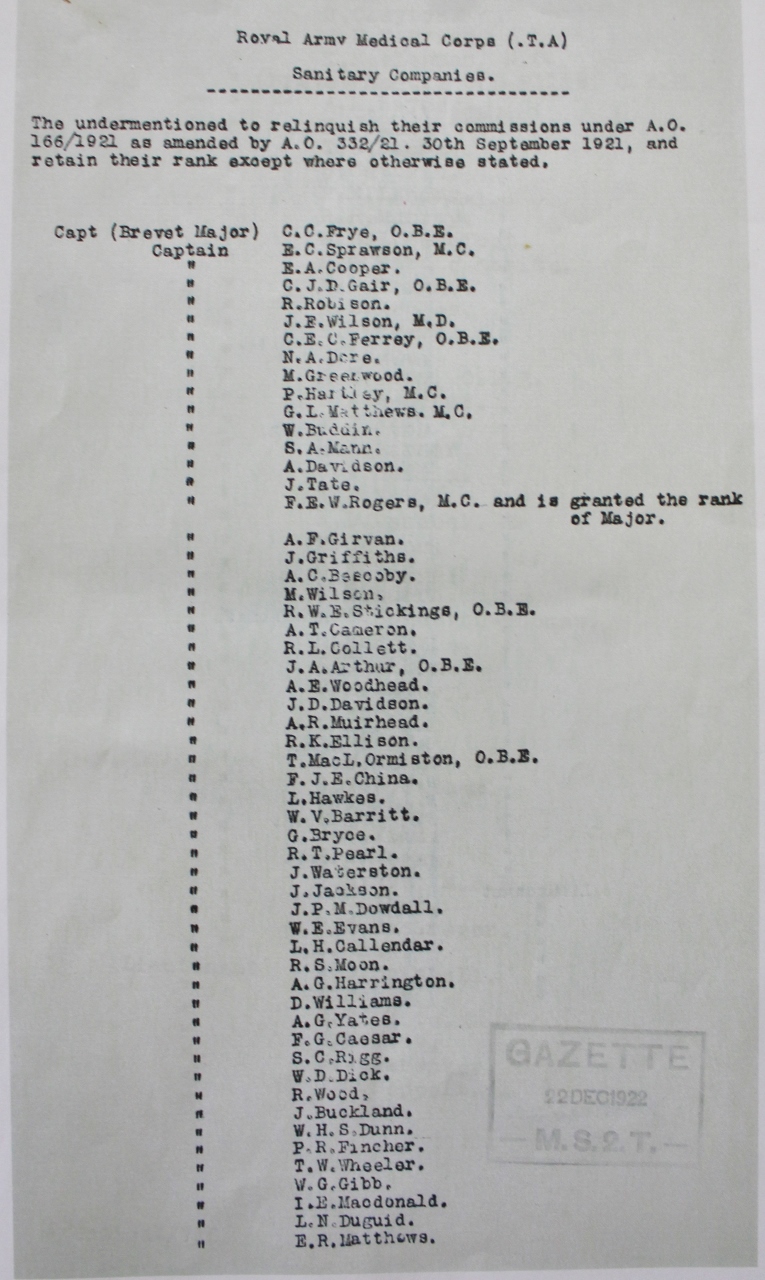 Royal Army Medical Corps (.T.A)
Sanitary Companies.
---------------------------------
The undermentioned to relinquish their commissions under A.O.
166/1921 as amended by A.O. 332/21. 30th September 1921, and
retain their rank except where otherwise stated.
Capt (Brevet Major) C.C.Frye, O.B.E.
Captain E.C.Sprawson, M.C.
" E.A.Cooper.
" C.J.D.Gair, O.B.E.
" R.Robison.
" J.E.Wilson, M.D.
" C.E.C.Ferrey, O.B.E.
" N.A.Dore.
" M.Greenwood.
" P.Hartley, M.C.
" G.L.Matthews. M.C.
" W.Buddin.
" S.A.Mann.
" A.Davidson.
" J.Tate.
" F.E.W.Rogers, M.C. and is granted the rank
of Major.
" A.F.Girvan.
" J.Griffiths.
" A.C.Bescoby.
" M.Wilson,
" R.W.E.Stickings, O.B.E.
" A.T.Cameron.
" R.L.Collett.
" J.A.Arthur, O.B.E.
" A.E.Woodhead.
" J.D.Davidson.
" A.R.Muirhead.
" R.K.Ellison.
" T.MacL.Ormiston, O.B.E.
" F.J.E.China.
" L.Hawkes.
" W.V.Barritt.
" G.Bryce.
" R.T.Pearl.
" J.Waterston.
" J.Jackson.
" J.P.M.Dowdall.
" W.E.Evans.
" L.H.Callendar.
" R.S.Moon.
" A.G.Harrington.
" D.Williams.
" A.G.Yates.
" F.G.Caesar.
" S.C.Rigg.
" W.D.Dick.
" R.Wood,
" J.Buckland.
" W.H.S.Dunn.
" P.R.Fincher.
" T.W.Wheeler.
" W.G.Gibb.
" I.E.Macdonald.
" L.N.Duguid.
" E.R.Matthews.
GAZETTE
22DEC1922
— M.S.2.T. —